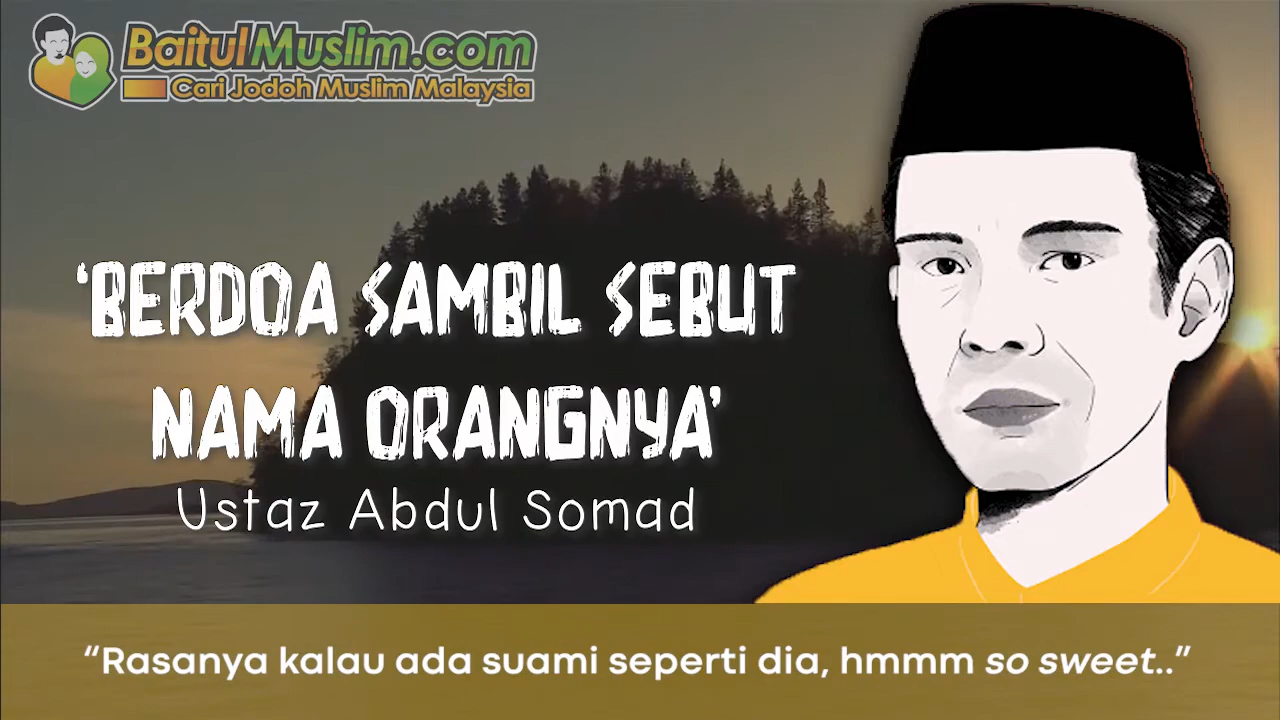 BaitulMuslim.com
Cari Jodoh Muslim Malaysia
‘BERDOA SAMBIL SEBUT
NAMA ORANGNYA’
Ustaz Abdul Somad
“Rasanya kalau ada suami seperti dia, hmmm so sweet..”